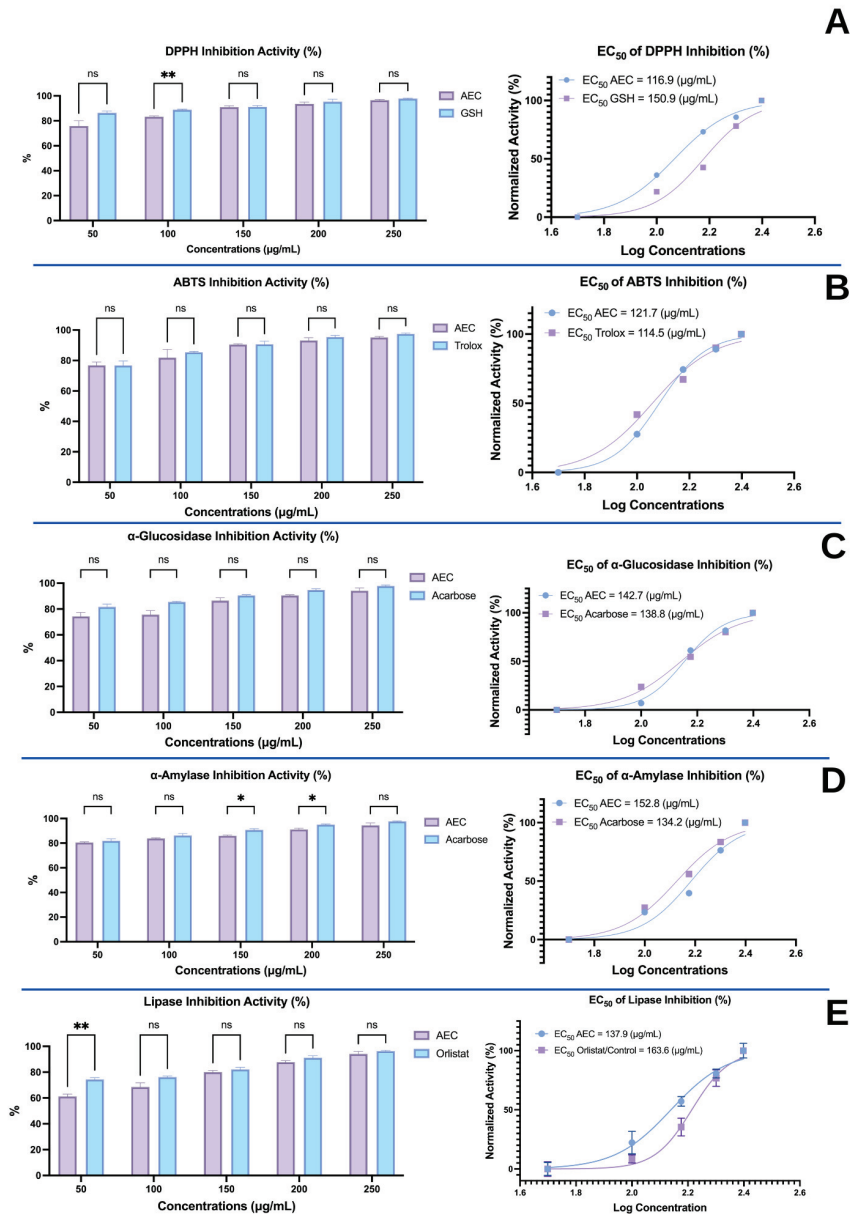 A
DPPH Inhibition Activity (%)
ns
**
ns
ns
ns
AEC
GSH
%
100
80
60
40
20
0
50
100
150
200
250
Concentrations (µg/mL)
EC50 of DPPH Inhibition (%)
EC50 AEC = 116.9 (µg/mL)
EC50 GSH = 150.9 (µg/mL)
Normalized Activity (%)
100
50
0
1.6
1.8
2.0
2.2
2.4
2.6
Log Concentrations
B
ABTS Inhibition Activity (%)
ns
ns
ns
ns
ns
AEC
Trolox
%
100
80
60
40
20
0
50
100
150
200
250
Concentrations (µg/mL)
EC50 of ABTS Inhibition (%)
EC50 AEC = 121.7 (µg/mL)
EC50 Trolox = 114.5 (µg/mL)
Normalized Activity (%)
100
50
0
1.6
1.8
2.0
2.2
2.4
2.6
Log Concentrations
C
α-Glucosidase Inhibition Activity (%)
ns
ns
ns
ns
ns
AEC
Acarbose
%
100
80
60
40
20
0
50
100
150
200
250
Concentrations (µg/mL)
EC50 of α-Glucosidase Inhibition (%)
EC50 AEC = 142.7 (µg/mL)
EC50 Acarbose = 138.8 (µg/mL)
Normalized Activity (%)
100
50
0
1.8
2.0
2.2
2.4
2.6
Log Concentrations
D
α-Amylase Inhibition Activity (%)
ns
ns
*
*
ns
AEC
Acarbose
%
100
80
60
40
20
0
50
100
150
200
250
Concentrations (µg/mL)
EC50 of α-Amylase Inhibition (%)
EC50 AEC = 152.8 (µg/mL)
EC50 Acarbose = 134.2 (µg/mL)
Normalized Activity (%)
100
50
0
1.8
2.0
2.2
2.4
2.6
Log Concentrations
E
Lipase Inhibition Activity (%)
**
ns
ns
ns
ns
AEC
Orlistat
%
100
80
60
40
20
0
50
100
150
200
250
Concentrations (µg/mL)
EC50 of Lipase Inhibition (%)
EC50 AEC = 137.9 (µg/mL)
EC50 Orlistat/Control = 163.6 (µg/mL)
Normalized Activity (%)
100
50
0
1.6
1.8
2.0
2.2
2.4
2.6
Log Concentration